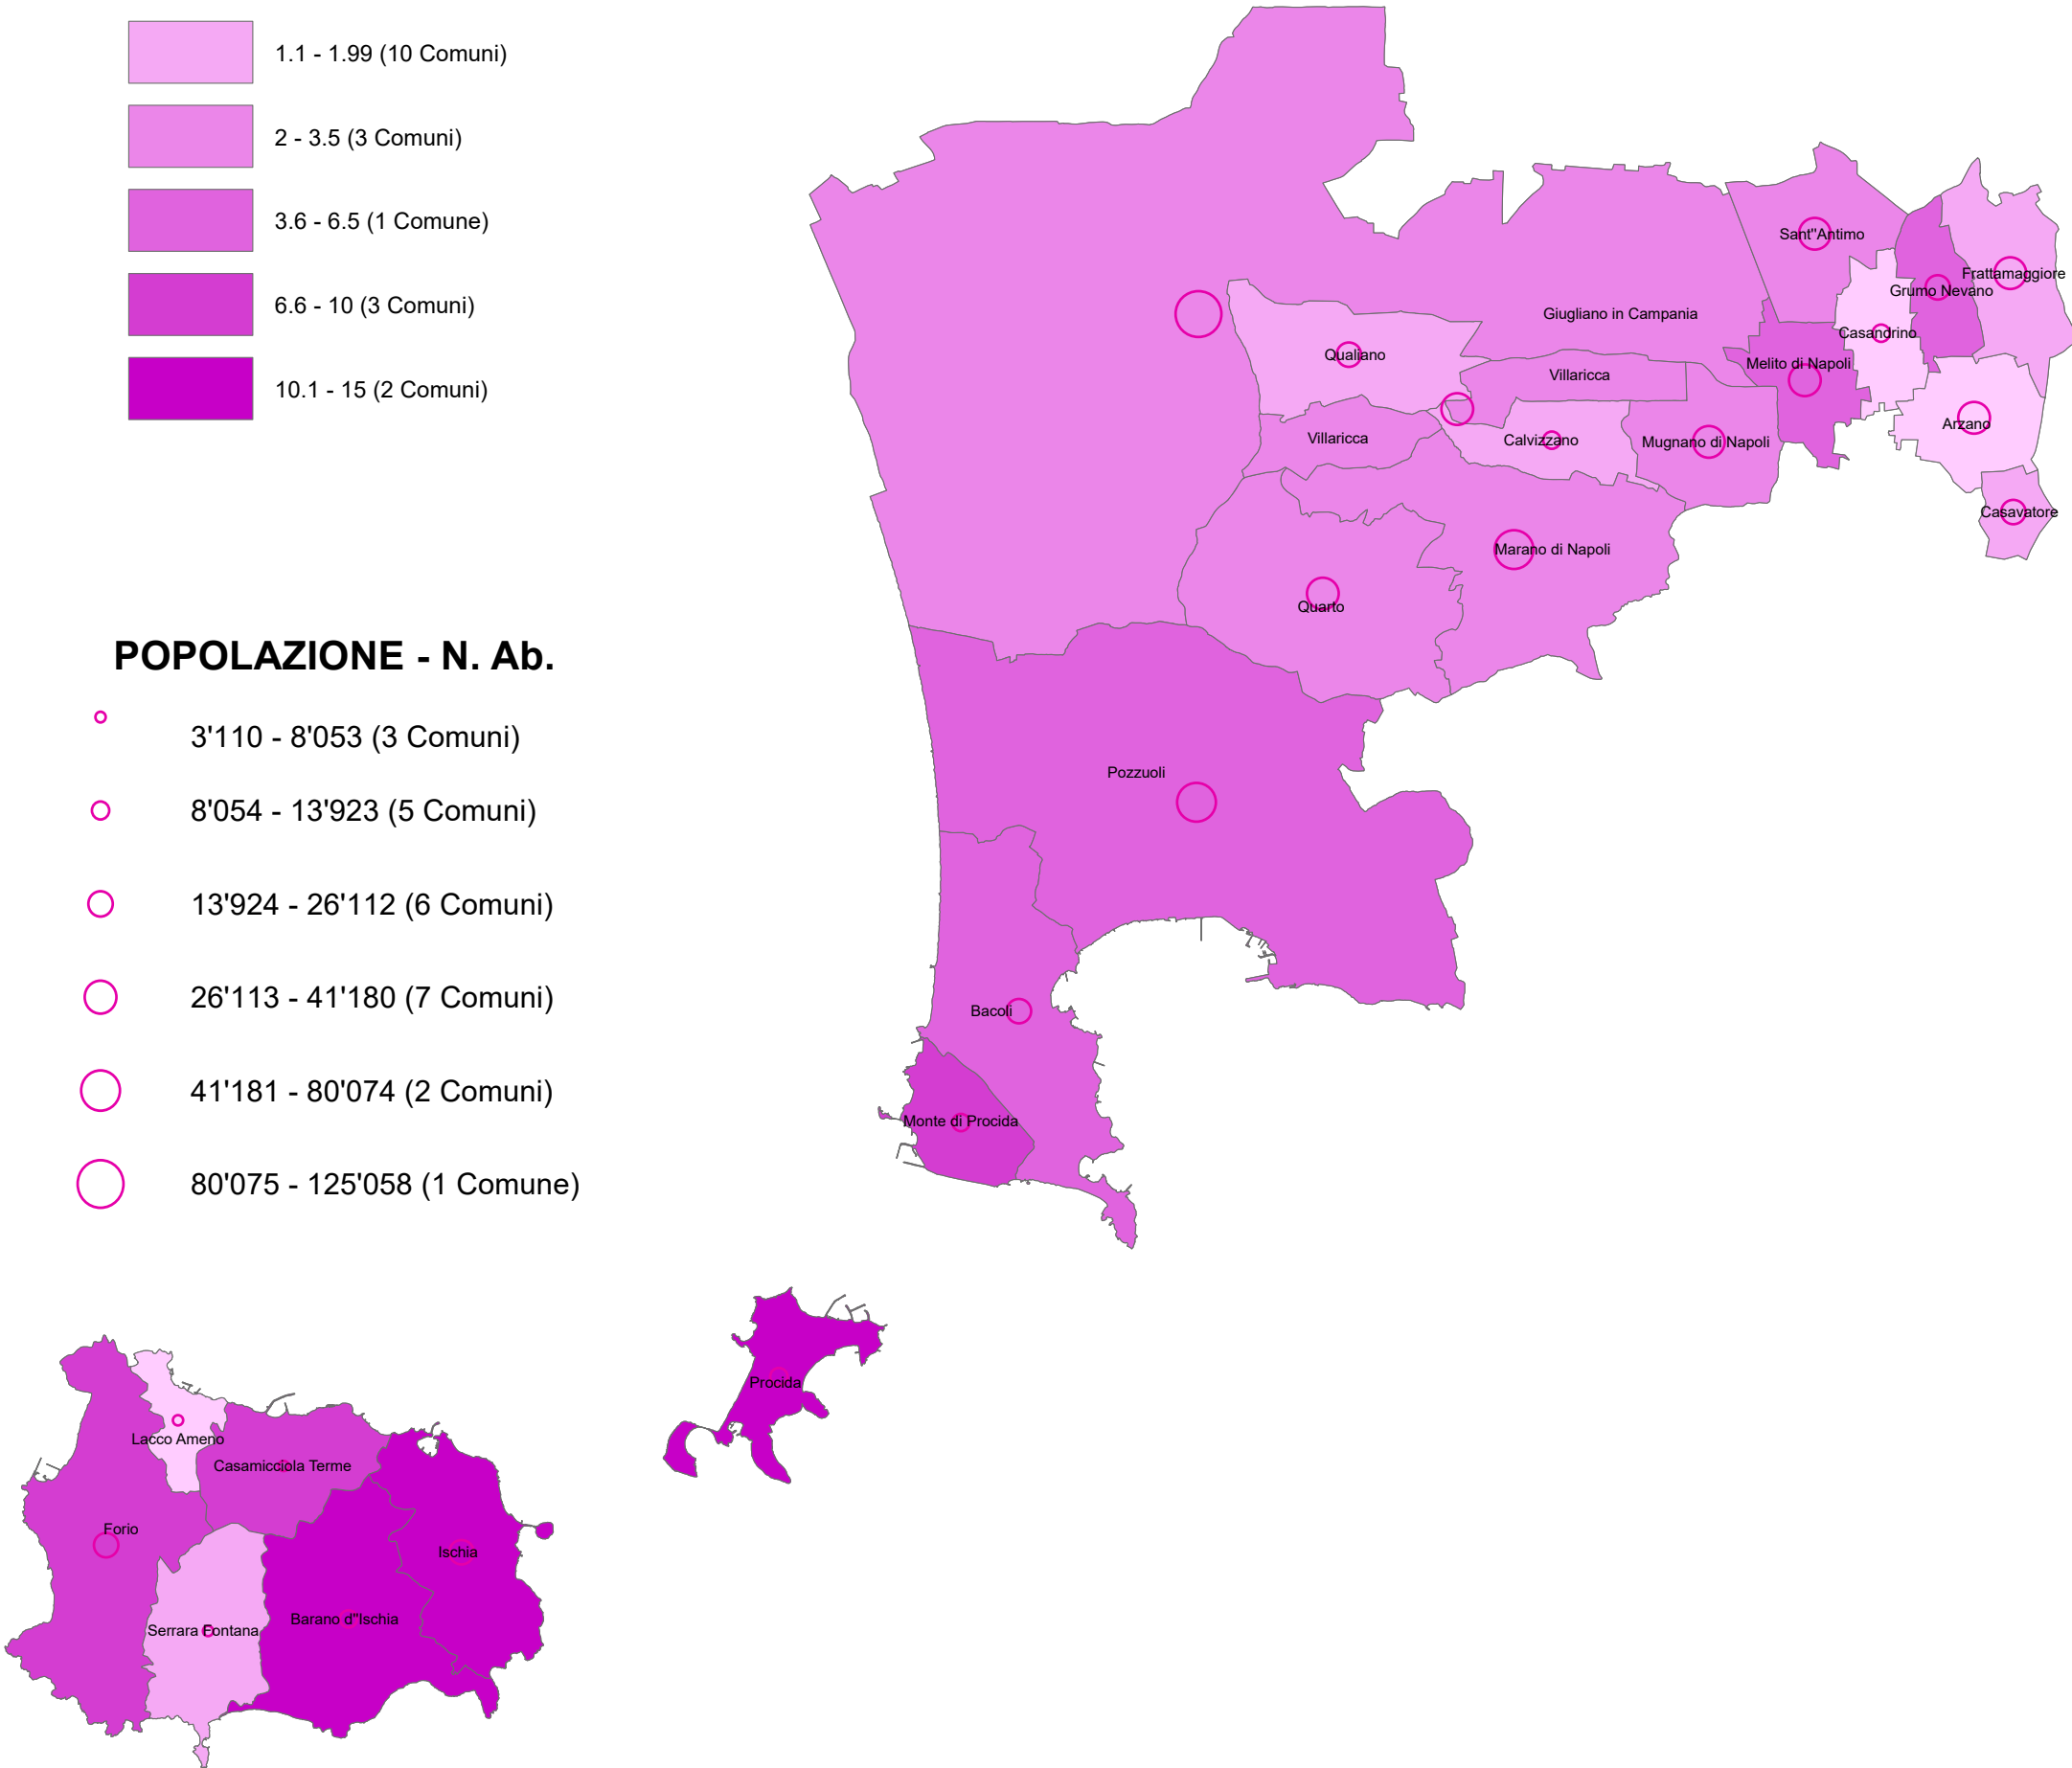 1.1 - 1.99 (10 Comuni)
2 - 3.5 (3 Comuni)
3.6 - 6.5 (1 Comune)
6.6 - 10 (3 Comuni)
10.1 - 15 (2 Comuni)
POPOLAZIONE - N. Ab.
3'110 - 8'053 (3 Comuni)
8'054 - 13'923 (5 Comuni)
13'924 - 26'112 (6 Comuni)
26'113 - 41'180 (7 Comuni)
41'181 - 80'074 (2 Comuni)
80'075 - 125'058 (1 Comune)
Sant''Antimo
Frattamaggiore
Grumo Nevano
Giugliano in Campania
Casandrino
Qualiano
Melito di Napoli
Villaricca
Arzano
Villaricca
Calvizzano
Mugnano di Napoli
Casavatore
Marano di Napoli
Quarto
Pozzuoli
Bacoli
Monte di Procida
Procida
Lacco Ameno
Casamicciola Terme
Forio
Ischia
Barano d''Ischia
Serrara Fontana